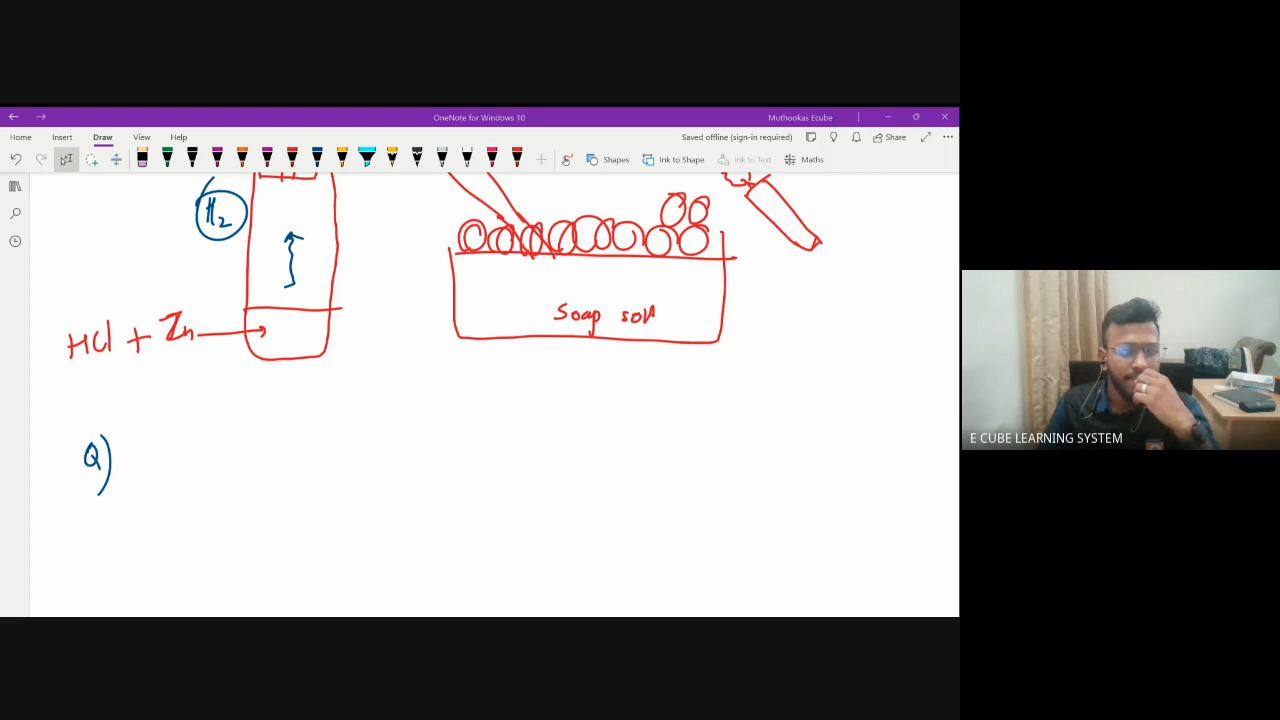 OneNote for Windows 10
Muthookas Ecube
Home Insert Draw View Help
Saved offline (sign-in required)
Share
Shapes
Ink to Shape
Ink to Text
Maths
H2
HCl + Zn
Soap soln
Q)
E CUBE LEARNING SYSTEM